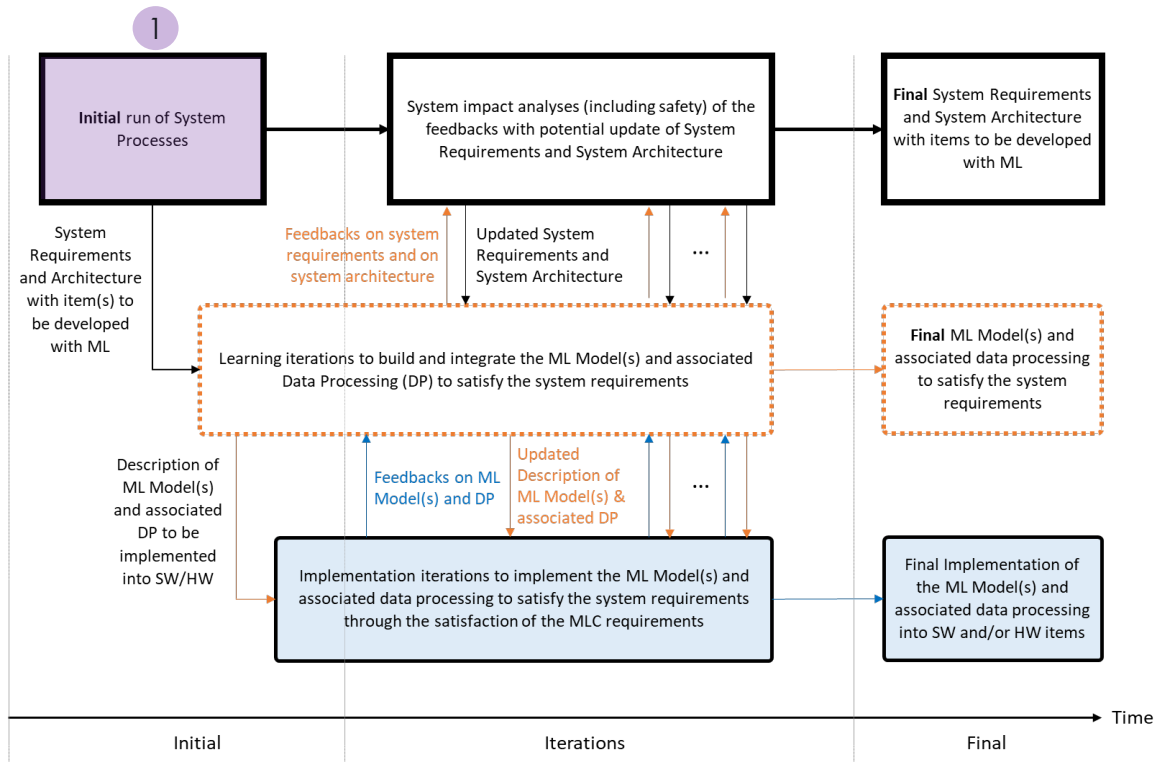 1
Initial run of System
Processes
System impact analyses (including safety) of the
feedbacks with potential update of System
Requirements and System Architecture
Final System Requirements
and System Architecture
with items to be developed
with ML
System
Requirements
and Architecture
with item(s) to
be developed
with ML
Feedbacks on system
requirements and on
system architecture
Updated System
Requirements and
System Architecture
...
Learning iterations to build and integrate the ML Model(s) and associated
Data Processing (DP) to satisfy the system requirements
Final ML Model(s) and
associated data processing
to satisfy the system
requirements
Description of
ML Model(s)
and associated
DP to be
implemented
into SW/HW
Feedbacks on ML
Model(s) and DP
Updated
Description of
ML Model(s) &
associated DP
...
Implementation iterations to implement the ML Model(s) and
associated data processing to satisfy the system requirements
through the satisfaction of the MLC requirements
Final Implementation of
the ML Model(s) and
associated data processing
into SW and/or HW items
Time
Initial
Iterations
Final